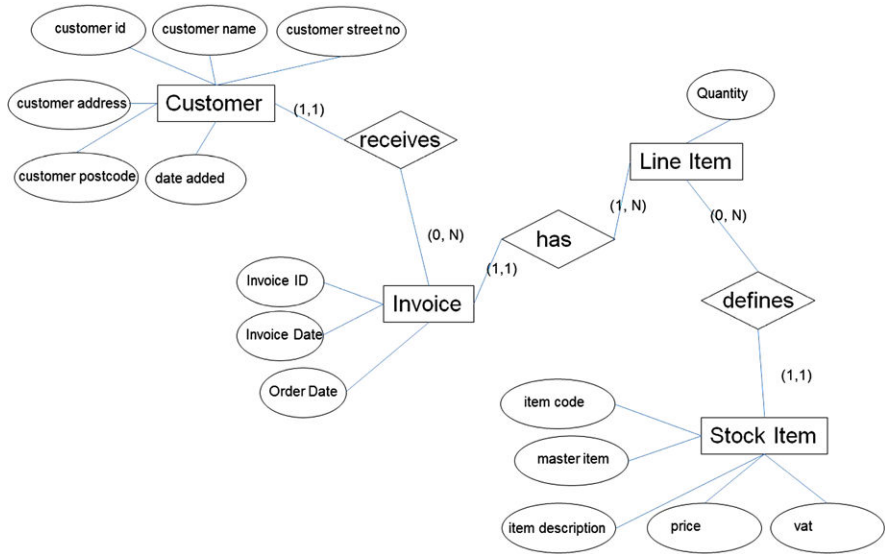 customer id
customer name
customer street no
customer address
Customer
(1,1)
receives
customer postcode
date added
Quantity
Line Item
(1, N)
(0, N)
(0, N)
has
(1,1)
Invoice ID
Invoice
Invoice Date
Order Date
defines
(1,1)
item code
Stock Item
master item
item description
price
vat